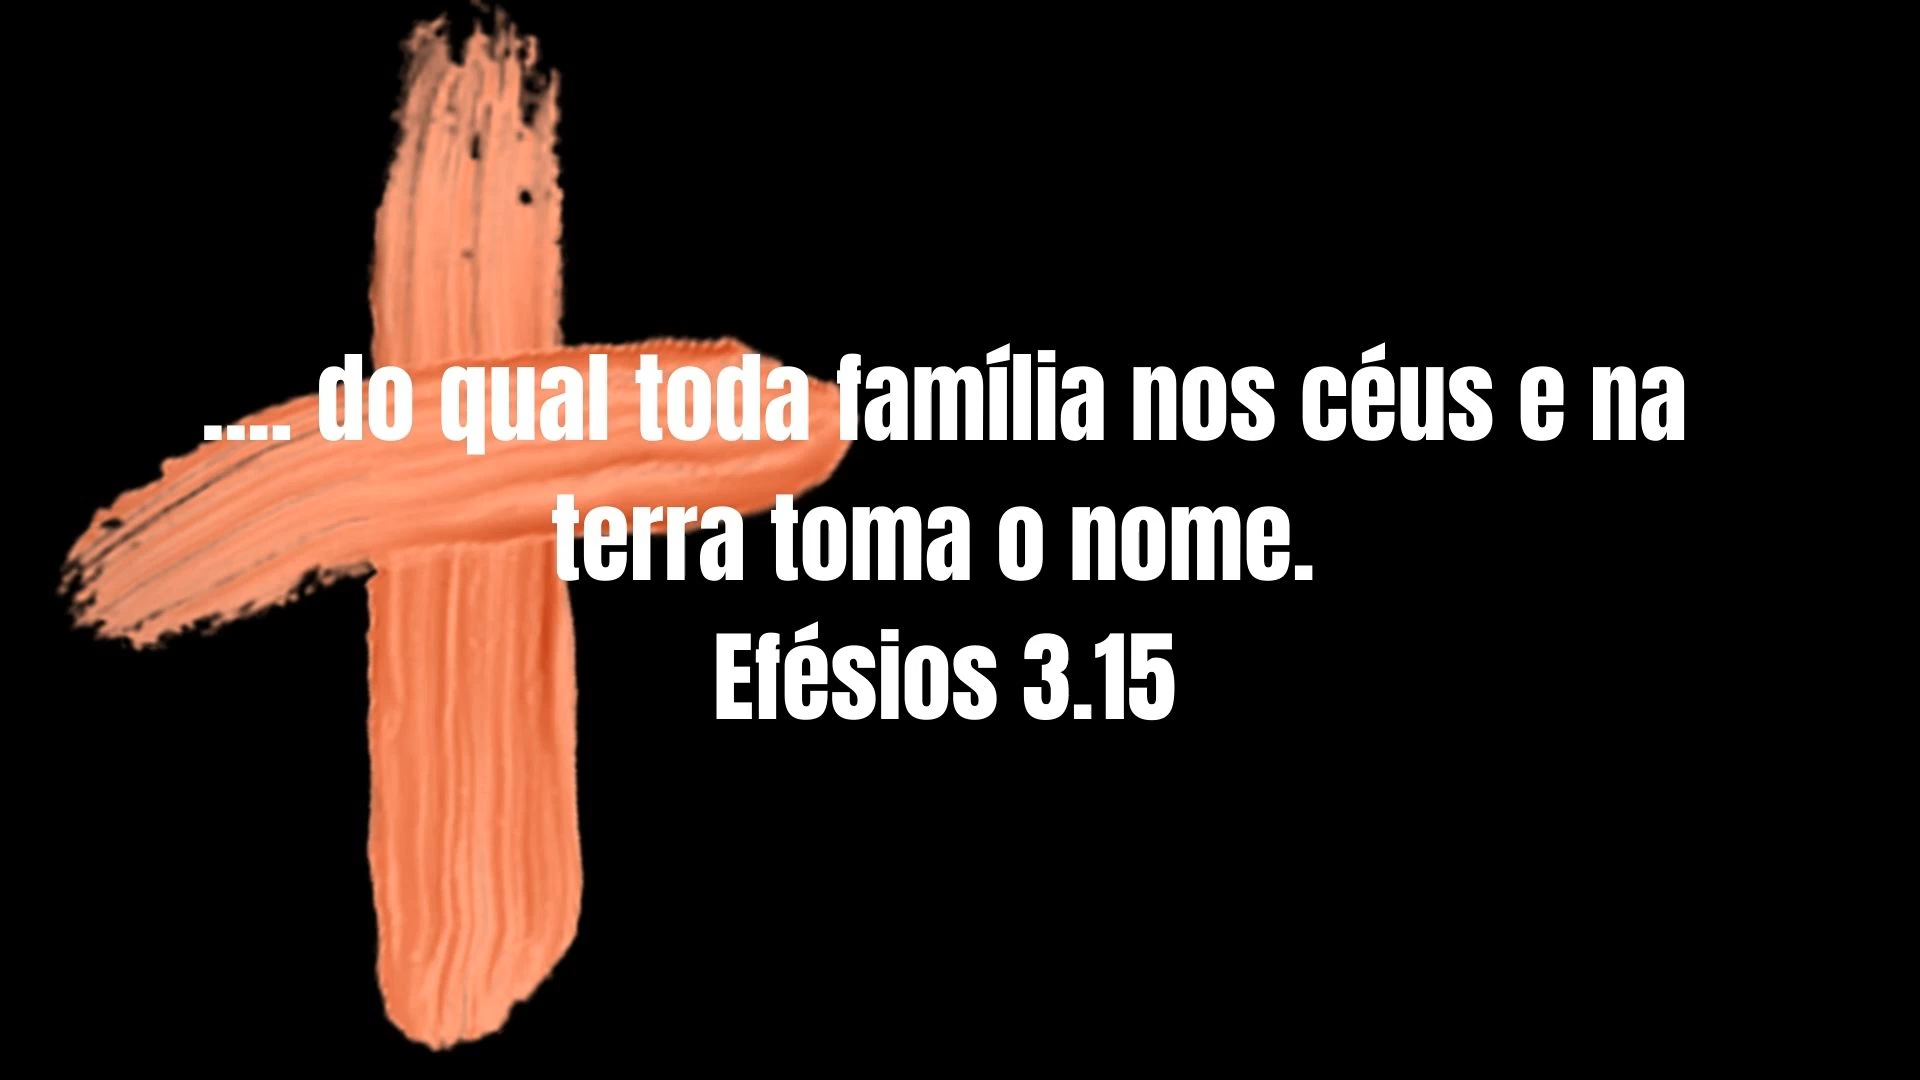 .... do qual toda família nos céus e na
terra toma o nome.
Efésios 3.15